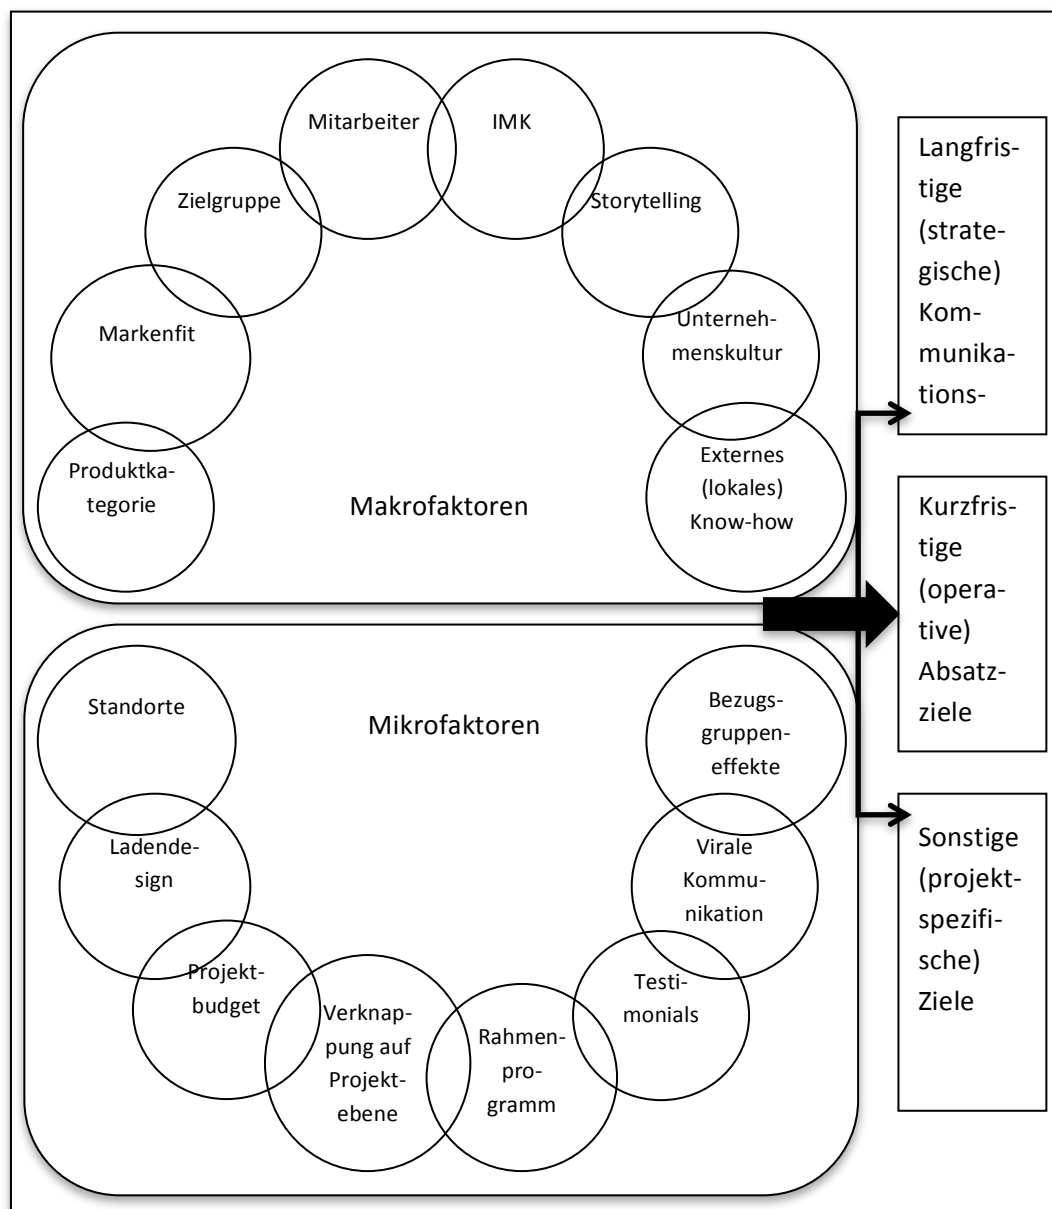 Mitarbeiter
IMK
Zielgruppe
Storytelling
Markenfit
Unterneh-
menskultur
Produktka-
tegorie
Externes
(lokales)
Know-how
Makrofaktoren
Standorte
Mikrofaktoren
Bezugs-
gruppen-
effekte
Ladende-
sign
Virale
Kommu-
nikation
Projekt-
budget
Testi-
monials
Verknap-
pung auf
Projekt-
ebene
Rahmen-
pro-
gramm
Langfris-
tige
(strate-
gische)
Kom-
munika-
tions-
Kurzfris-
tige
(opera-
tive)
Absatz-
ziele
Sonstige
(projekt-
spezifi-
sche)
Ziele